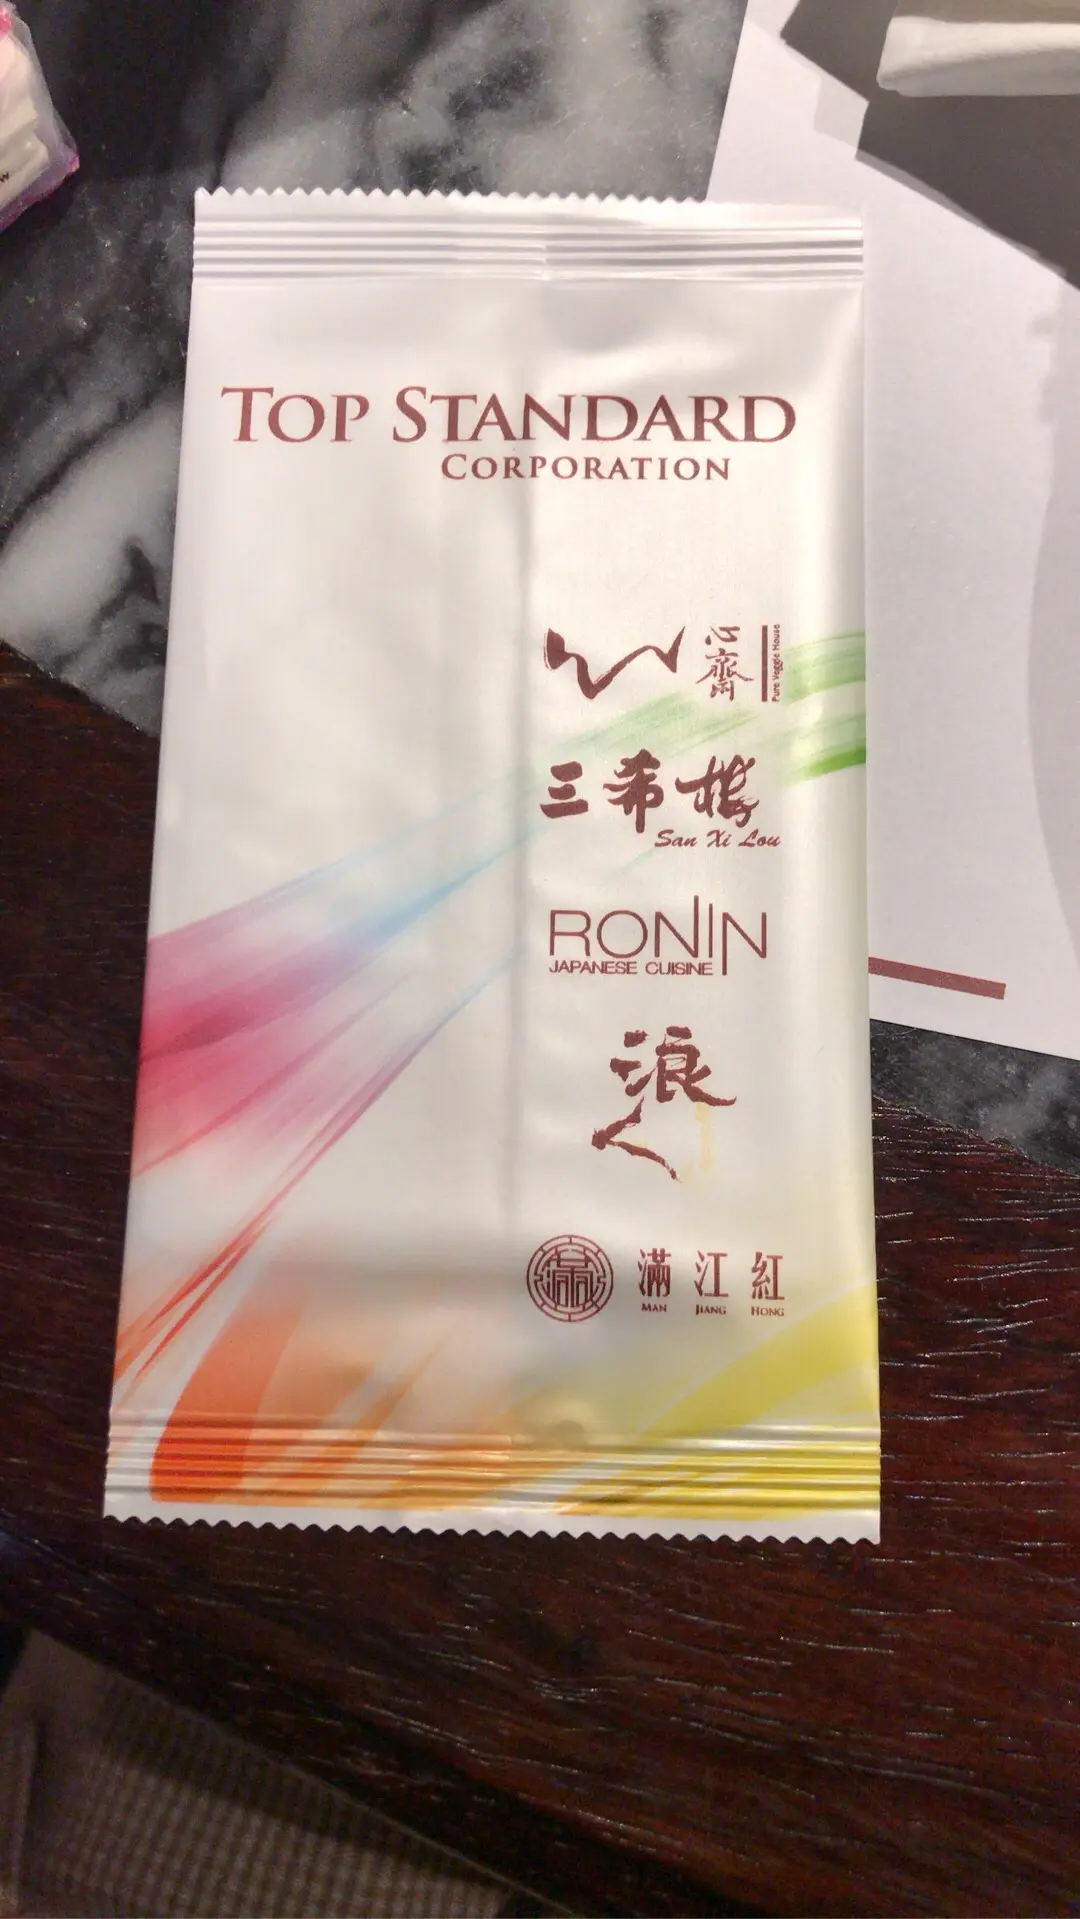 TOP STANDARD
CORPORATION
心齋
Pure Veggie House
三希樓
San Xi Lou
RONIN
JAPANESE CUISINE
浪人
滿江紅
MAN JIANG HONG
w